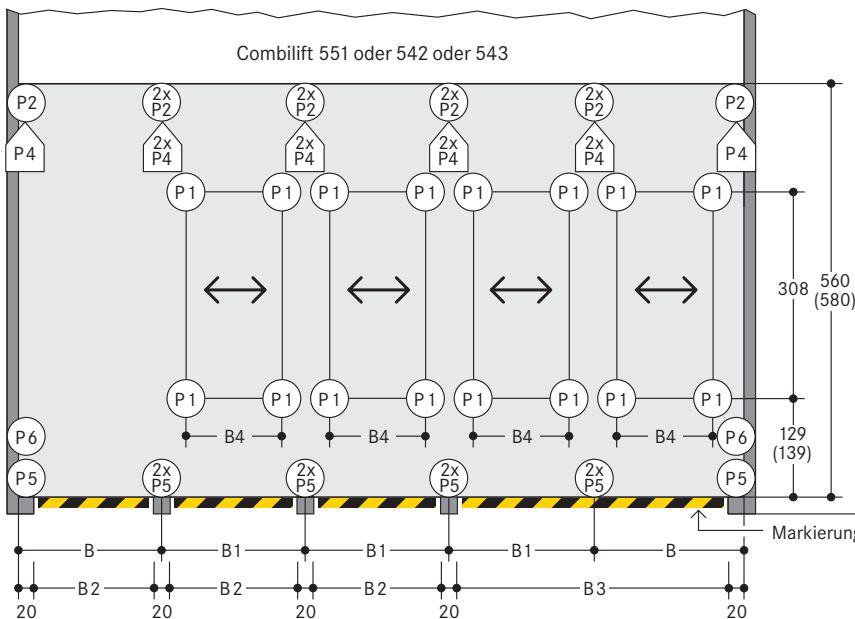 Combilift 551 oder 542 oder 543
P2 2x P2 2x P2 2x P2 2x P2 P2
P4 2x P4 2x P4 2x P4 2x P4 P4
P1 P1 P1 P1 P1 P1 P1 P1
308
560
(580)
P1 P1 P1 P1 P1 P1 P1 P1
B4 B4 B4 B4
129
(139)
P6 P6
P5 2x P5 2x P5 2x P5 2x P5 P5
Markierung
B B1 B1 B1 B
B2 B2 B2 B3
20 20 20 20 20